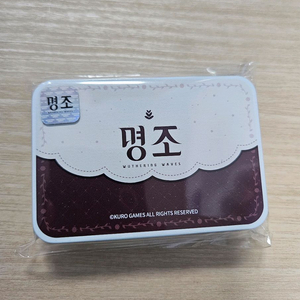 명조
명조
WUTHERING WAVES
©KURO GAMES ALL RIGHTS RESERVED